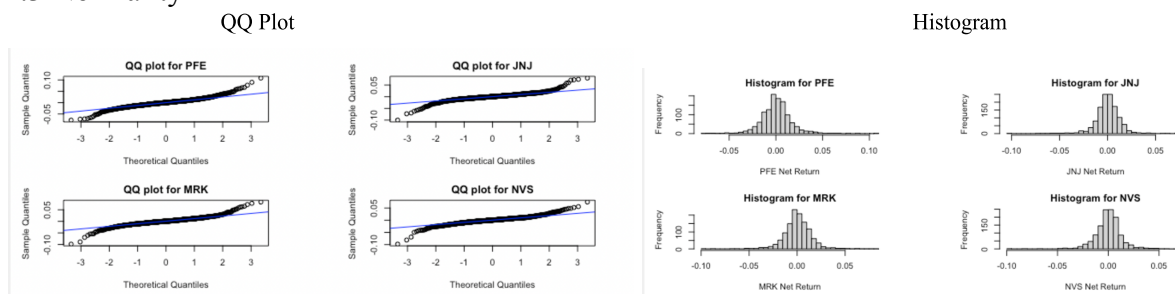 QQ Plot
Histogram
QQ plot for PFE
Sample Quantiles
-0.05 0.10
-3 -2 -1 0 1 2 3
Theoretical Quantiles
QQ plot for JNJ
Sample Quantiles
-0.10 0.05
-3 -2 -1 0 1 2 3
Theoretical Quantiles
QQ plot for MRK
Sample Quantiles
-0.10 0.05
-3 -2 -1 0 1 2 3
Theoretical Quantiles
QQ plot for NVS
Sample Quantiles
-0.10 0.05
-3 -2 -1 0 1 2 3
Theoretical Quantiles
Histogram for PFE
Frequency
0 100
-0.05 0.00 0.05 0.10
PFE Net Return
Histogram for JNJ
Frequency
0 150
-0.10 -0.05 0.00 0.05
JNJ Net Return
Histogram for MRK
Frequency
0 100
-0.10 -0.05 0.00 0.05
MRK Net Return
Histogram for NVS
Frequency
0 150
-0.10 -0.05 0.00 0.05
NVS Net Return